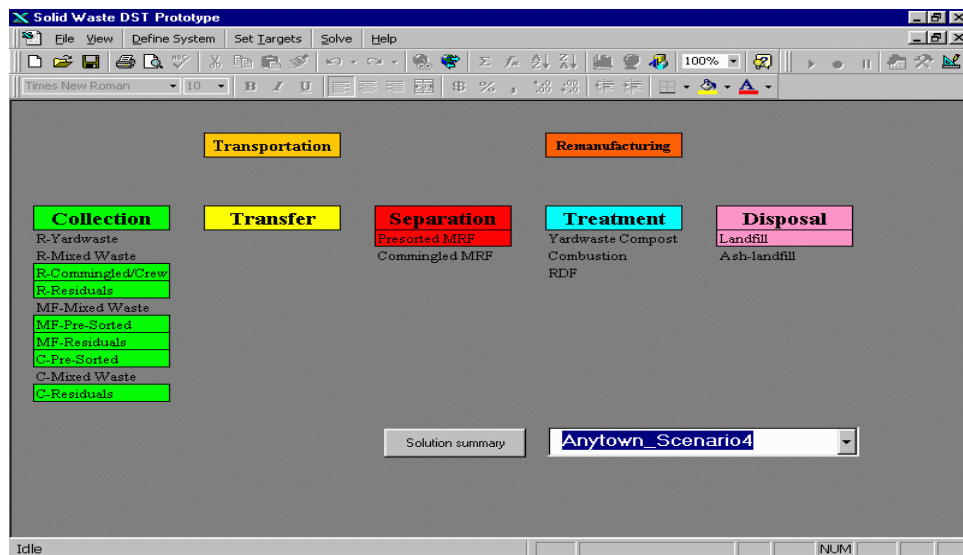 Solid Waste DST Prototype
File View Define System Set Targets Solve Help
100%
Times New Roman 10 B I U $ % ,
Transportation Remanufacturing
Collection Transfer Separation Treatment Disposal
R-Yardwaste Presorted MRF Yardwaste Compost Landfill
R-Mixed Waste Commingled MRF Combustion Ash-landfill
R-Commingled/Crew RDF
R-Residuals
MF-Mixed Waste
MF-Pre-Sorted
MF-Residuals
C-Pre-Sorted
C-Mixed Waste
C-Residuals
Solution summary Anytown_Scenario4
Idle NUM